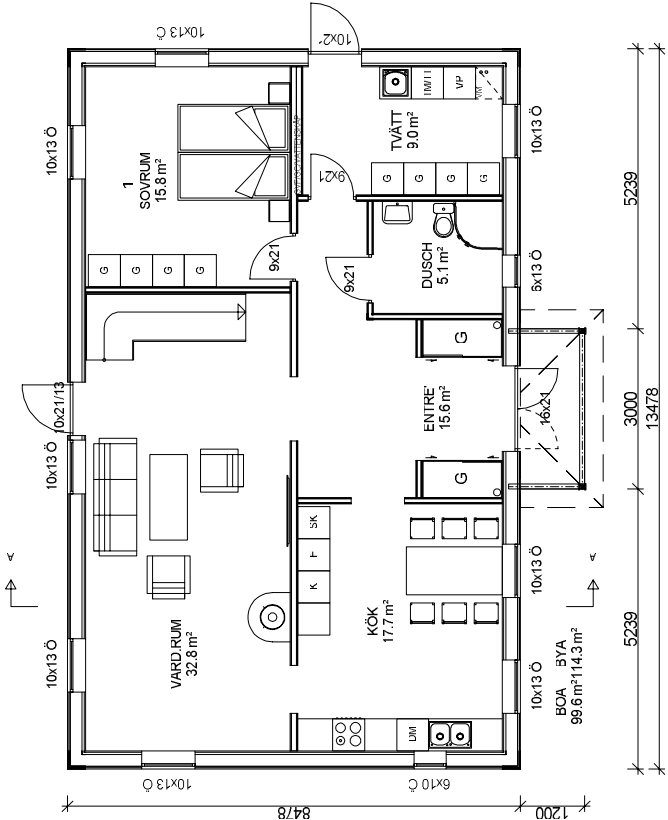 10x13 Ö
10x2
10x13 Ö
TVÄTT
9.0 m²
TM/TT
VP
VM
10x13 Ö
1
SOVRUM
15.8 m²
9x21
G
G
G
G
G
G
G
G
9x21
9x21
DUSCH
5.1 m²
6x13 Ö
5239
G
10x21/13
ENTRE'
15.6 m²
16x21
3000
13478
G
10x13 Ö
SK
F
K
A
A
10x13 Ö
KÖK
17.7 m²
VARD.RUM
32.8 m²
10x13 Ö
10x13 Ö
BOA BYA
99.6 m² 114.3 m²
5239
DM
10x13 Ö
6x10 Ö
8478
1200